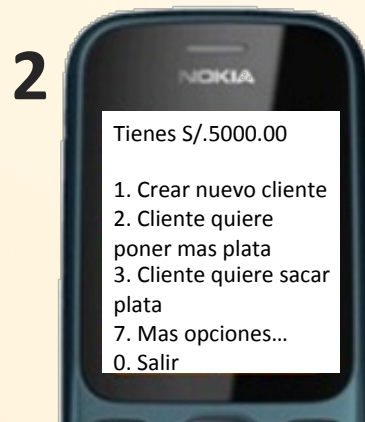 2
NOKIA
Tienes S/.5000.00
1. Crear nuevo cliente
2. Cliente quiere
poner mas plata
3. Cliente quiere sacar
plata
7. Mas opciones...
0. Salir